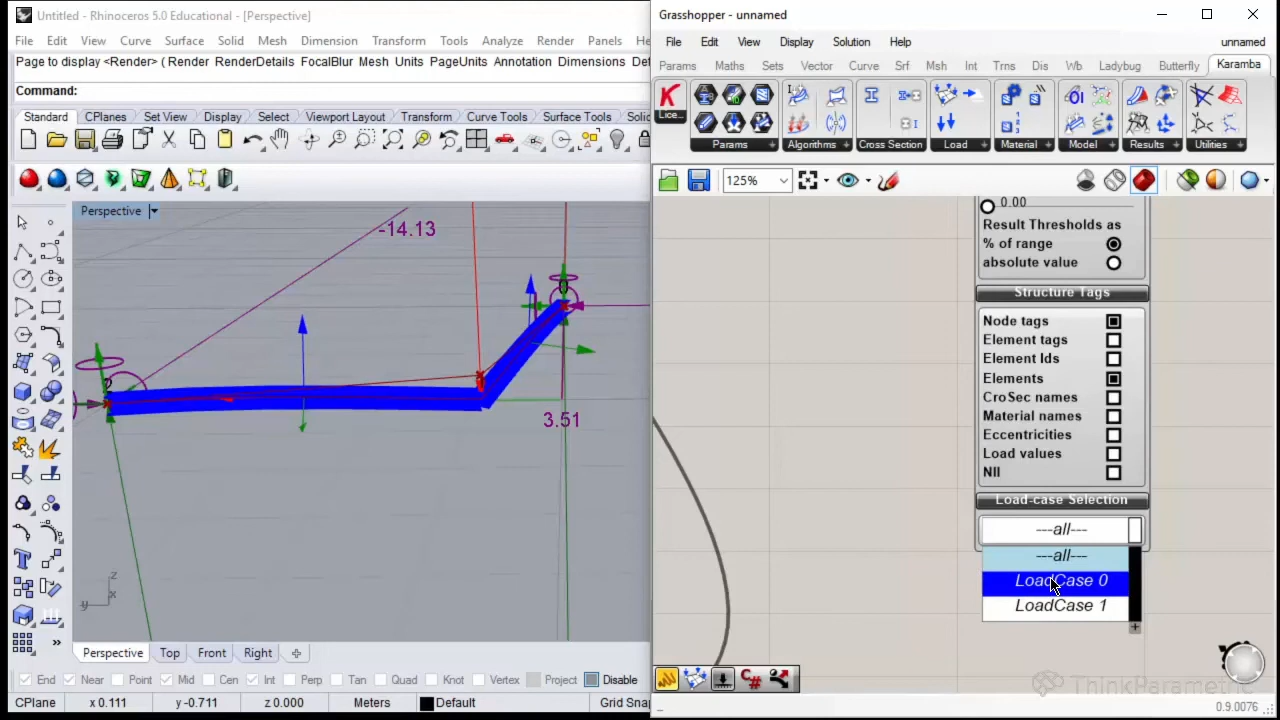 Untitled - Rhinoceros 5.0 Educational - [Perspective]
File Edit View Curve Surface Solid Mesh Dimension Transform Tools Analyze Render Panels He
Page to display <Render> ( Render RenderDetails FocalBlur Mesh Units PageUnits Annotation Dimensions Det
Command:
Standard CPlanes Set View Display Select Viewport Layout Transform Curve Tools Surface Tools Solid
Perspective
-14.13
3.51
z
y
x
Perspective Top Front Right
End Near Point Mid Cen Int Perp Tan Quad Knot Vertex Project Disable
CPlane x 0.111 y -0.711 z 0.000 Meters Default Grid Snap
Grasshopper - unnamed
File Edit View Display Solution Help unnamed
Params Maths Sets Vector Curve Srf Msh Int Trns Dis Wb Ladybug Butterfly Karamba
Lice...
Params Algorithms Cross Section Load Material Model Results Utilities
125%
0.00
Result Thresholds as
% of range
absolute value
Structure Tags
Node tags
Element tags
Element Ids
Elements
CroSec names
Material names
Eccentricities
Load values
NII
Load-case Selection
---all---
---all---
LoadCase 0
LoadCase 1
ThinkParametric
0.9.0076